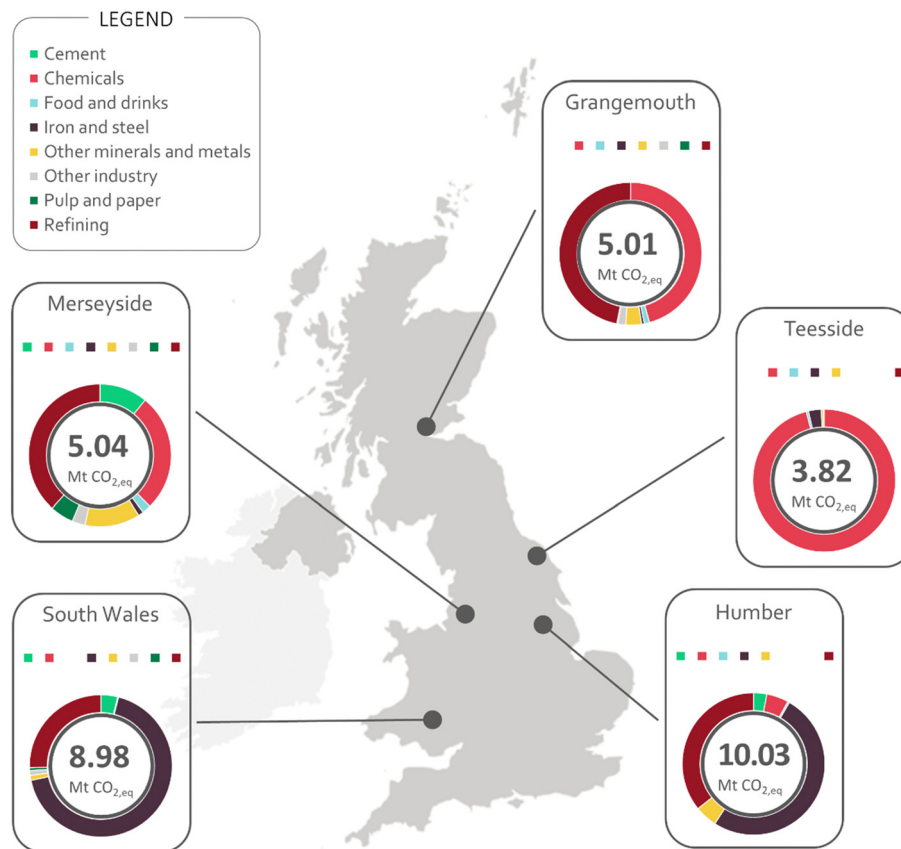 LEGEND
Cement
Chemicals
Food and drinks
Iron and steel
Other minerals and metals
Other industry
Pulp and paper
Refining
Grangemouth
5.01
Mt CO₂,eq
Merseyside
5.04
Mt CO₂,eq
Teesside
3.82
Mt CO₂,eq
South Wales
8.98
Mt CO₂,eq
Humber
10.03
Mt CO₂,eq